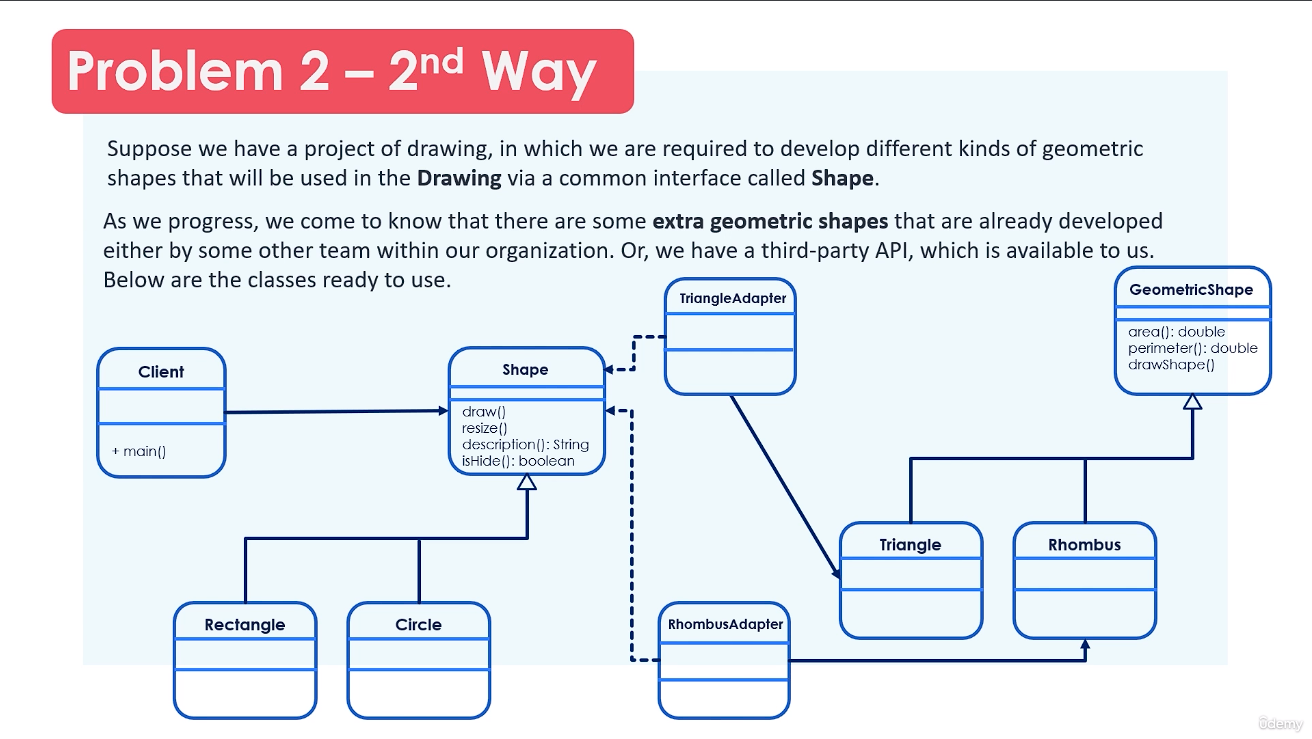 Problem 2 – 2nd Way
Suppose we have a project of drawing, in which we are required to develop different kinds of geometric
shapes that will be used in the Drawing via a common interface called Shape.
As we progress, we come to know that there are some extra geometric shapes that are already developed
either by some other team within our organization. Or, we have a third-party API, which is available to us.
Below are the classes ready to use.
Client
+ main()
Shape
draw()
resize()
description(): String
isHide(): boolean
TriangleAdapter
GeometricShape
area(): double
perimeter(): double
drawShape()
Triangle
Rhombus
Rectangle
Circle
RhombusAdapter
ûdemy